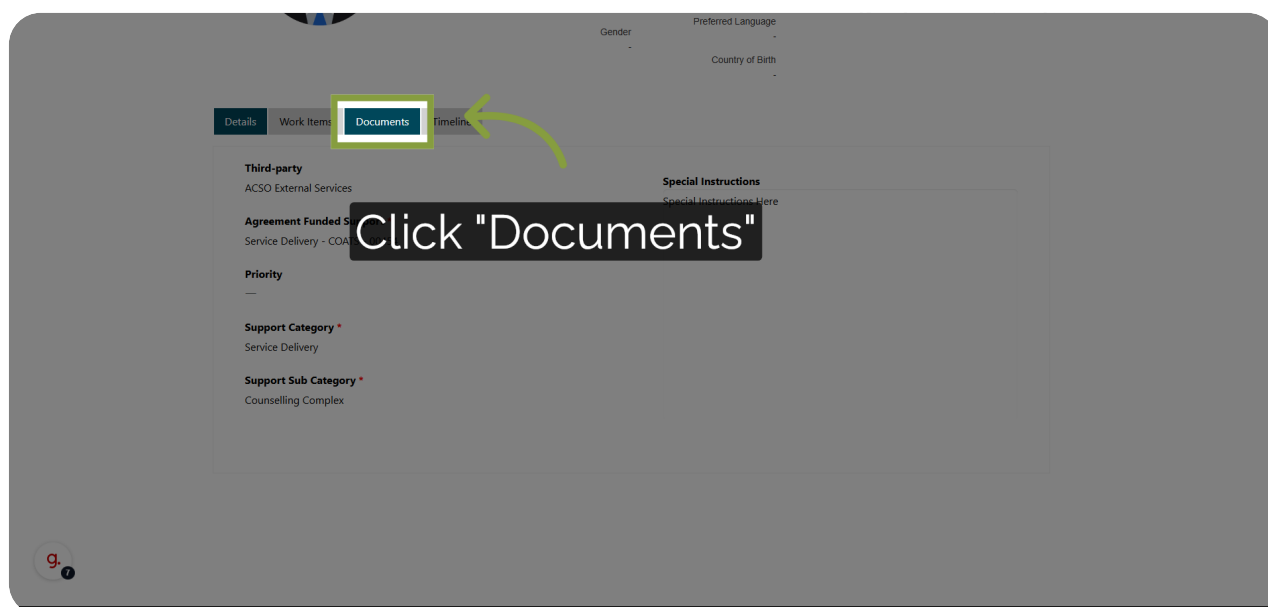 Preferred Language
Gender
-
-
Country of Birth
-
Details Work Items Documents Timeline
Third-party
ACSO External Services
Special Instructions
Special Instructions Here
Agreement Funded
Service Delivery -
Click "Documents"
Priority
—
Support Category *
Service Delivery
Support Sub Category *
Counselling Complex
g.
7